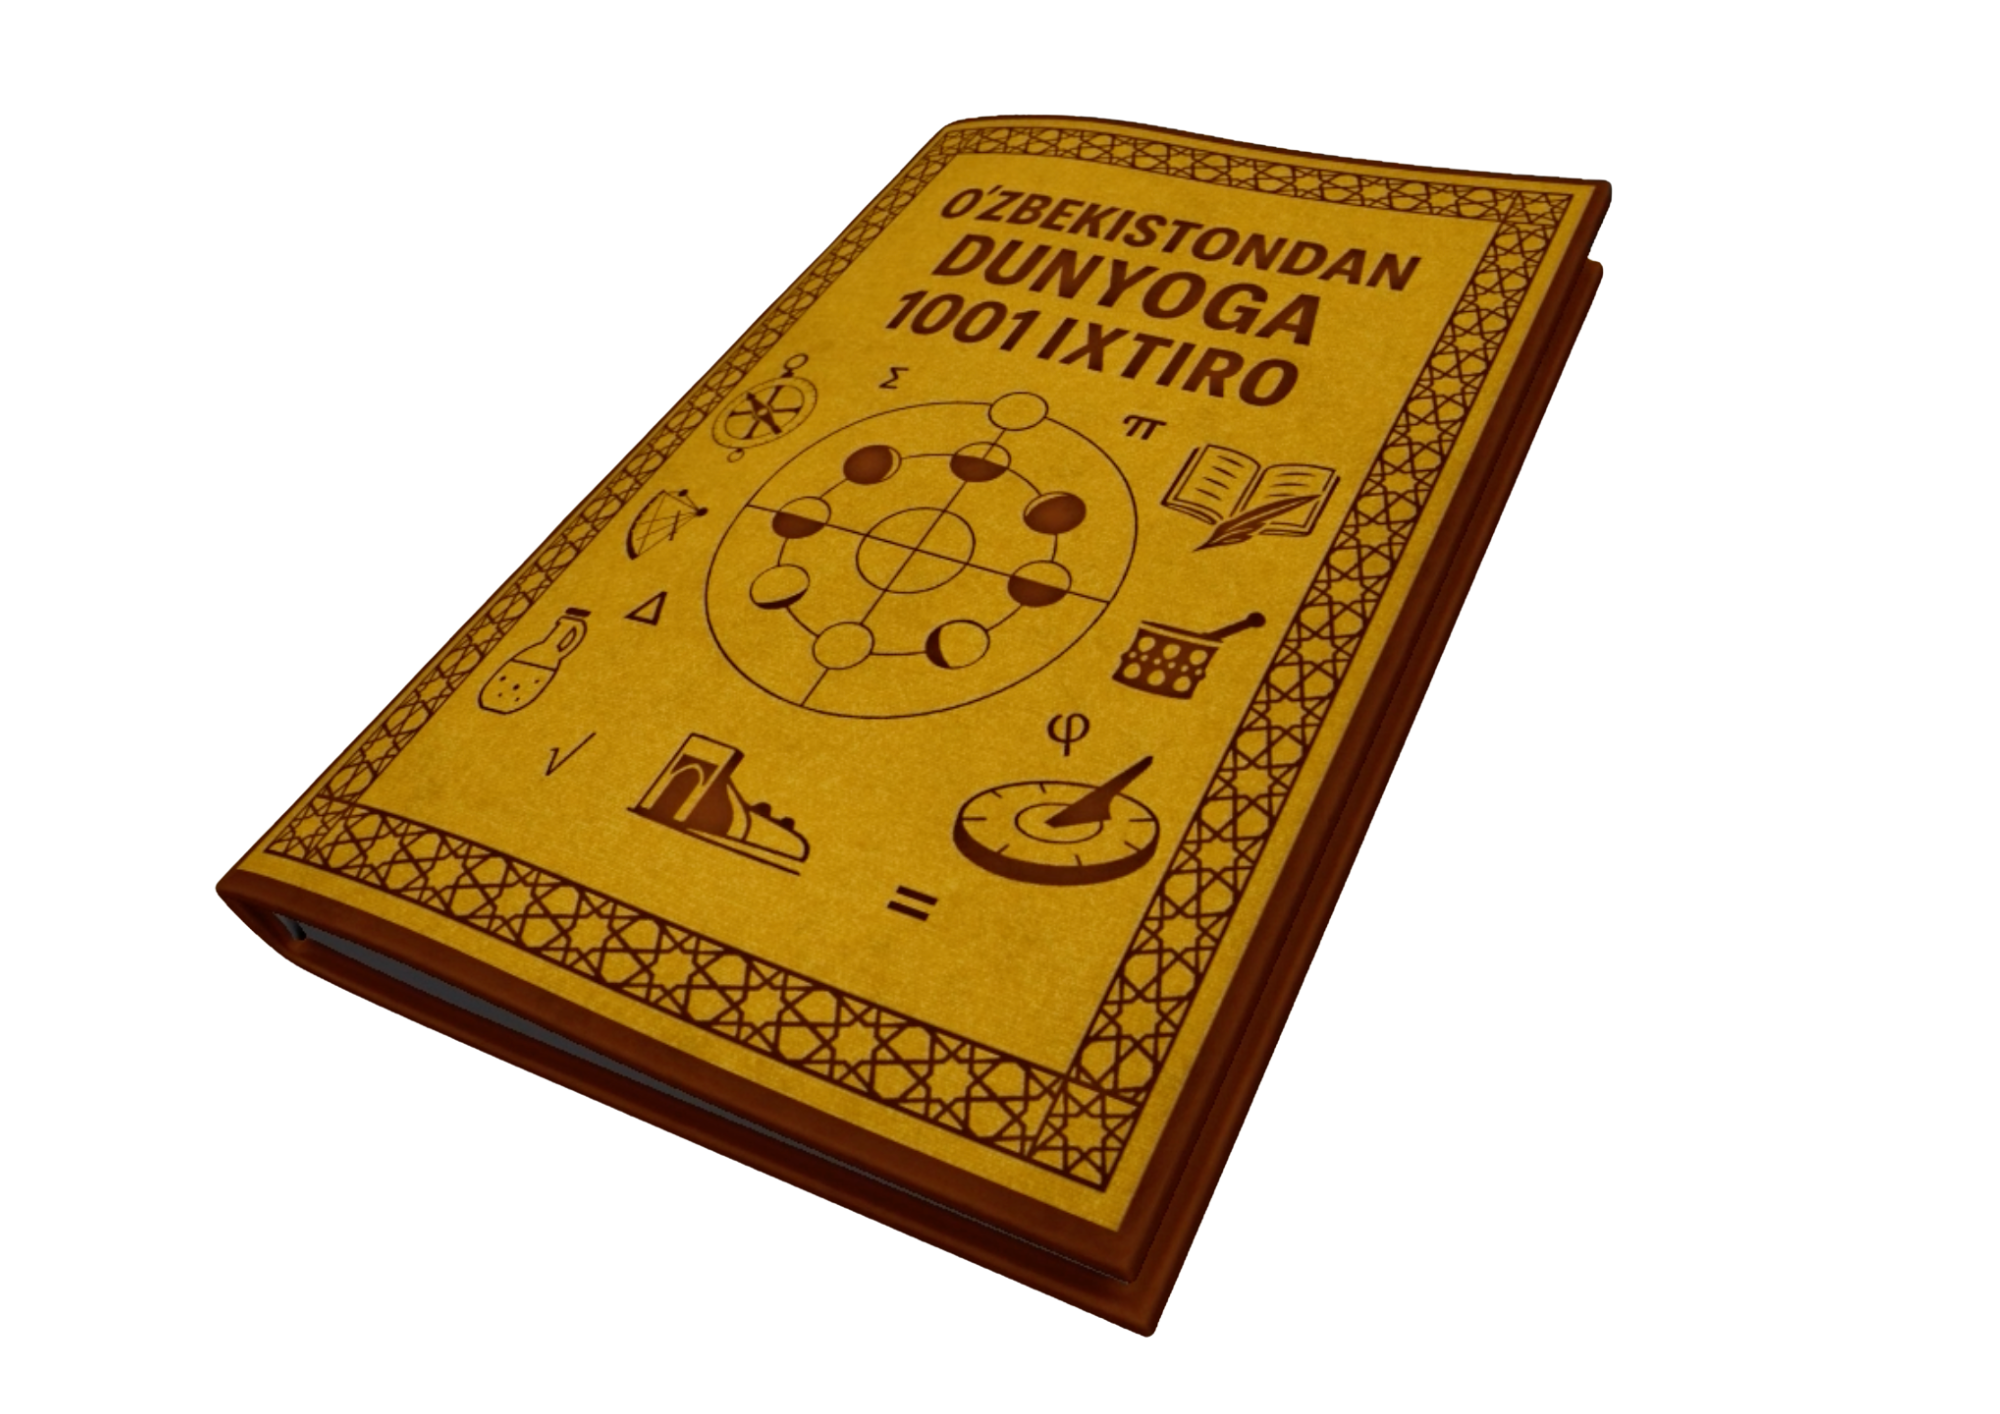 O'ZBEKISTONDAN
DUNYOGA
1001 IXTIRO
Σ
π
Δ
φ
√
=